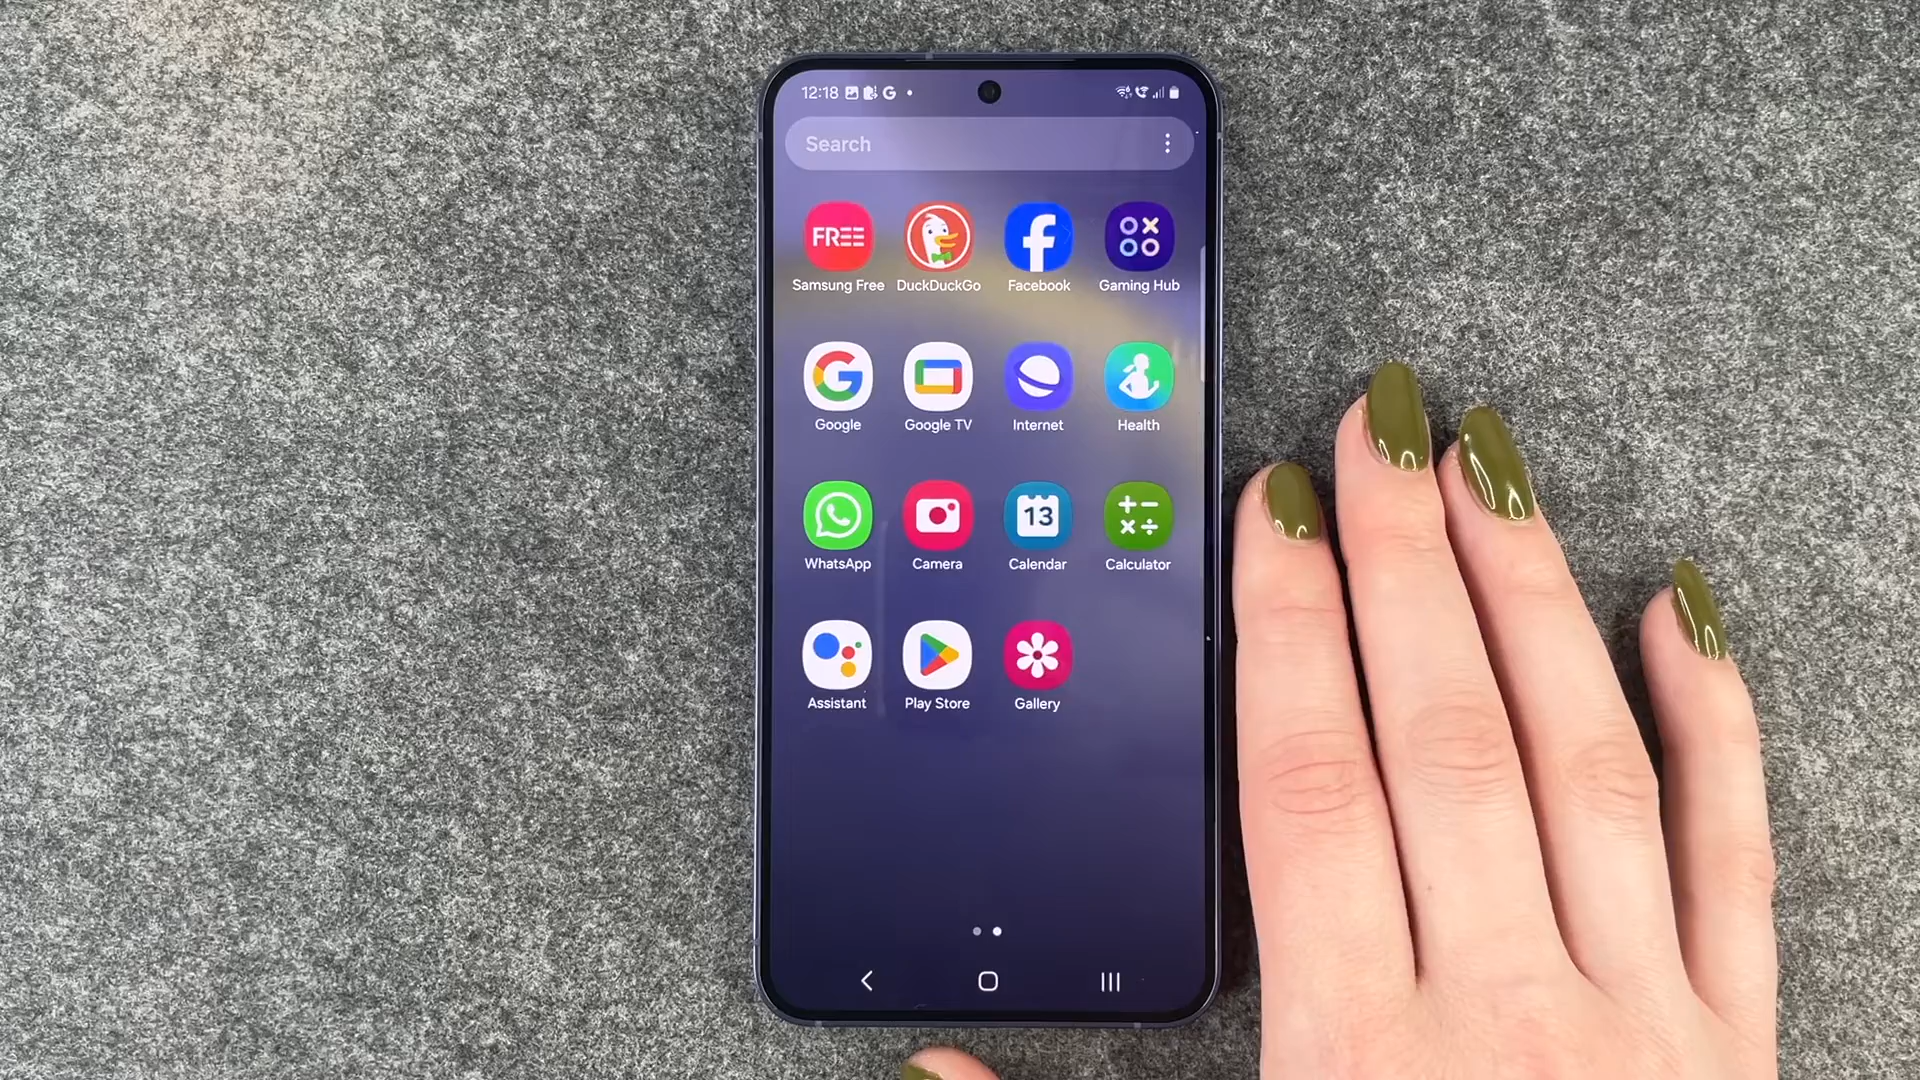 12:18
Search
FREE
Samsung Free DuckDuckGo Facebook Gaming Hub
Google Google TV Internet Health
13
WhatsApp Camera Calendar Calculator
Assistant Play Store Gallery